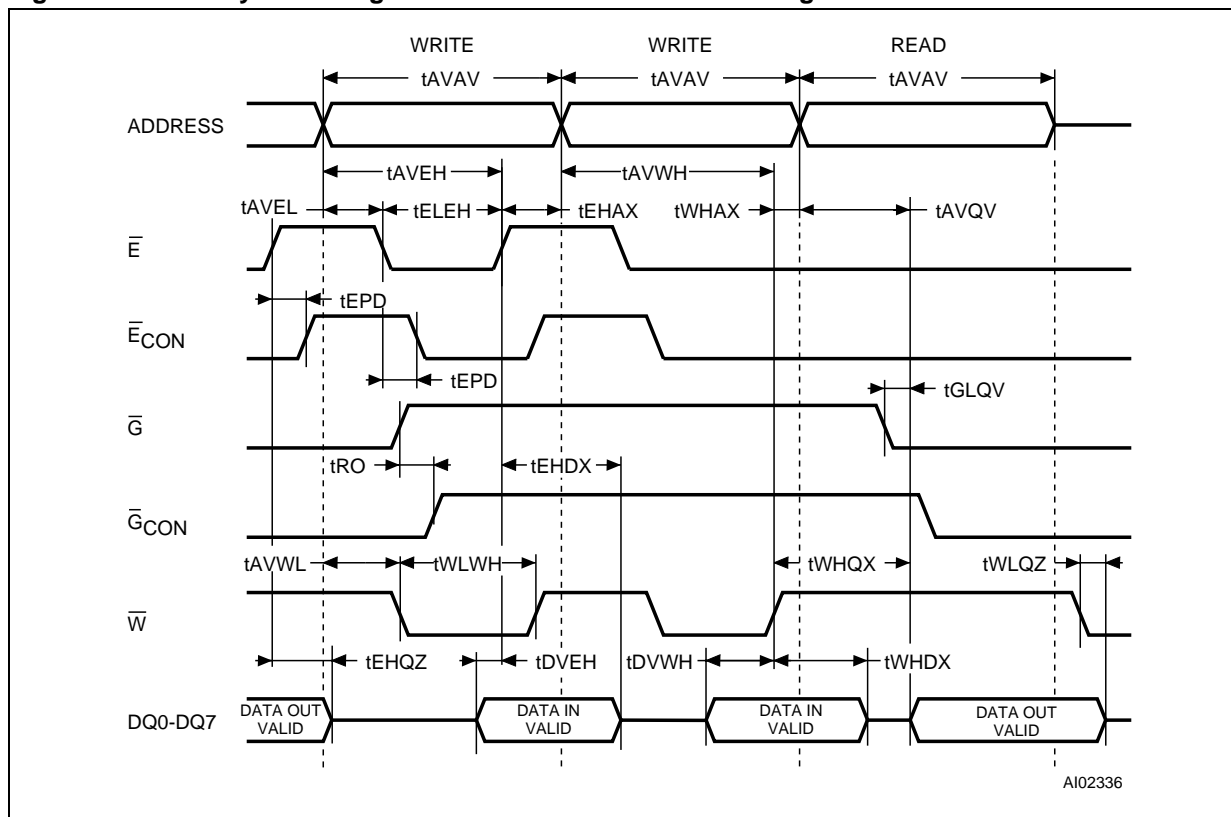 WRITE WRITE READ
tAVAV tAVAV tAVAV
ADDRESS
tAVEH tAVWH
tAVEL tELEH tEHAX tWHAX tAVQV
E̅
tEPD
E̅CON
tEPD tGLQV
G̅
tRO tEHDX
G̅CON
tAVWL tWLWH tWHQX tWLQZ
W̅
tEHQZ tDVEH tDVWH tWHDX
DQ0-DQ7 DATA OUT VALID DATA IN VALID DATA IN VALID DATA OUT VALID
AI02336